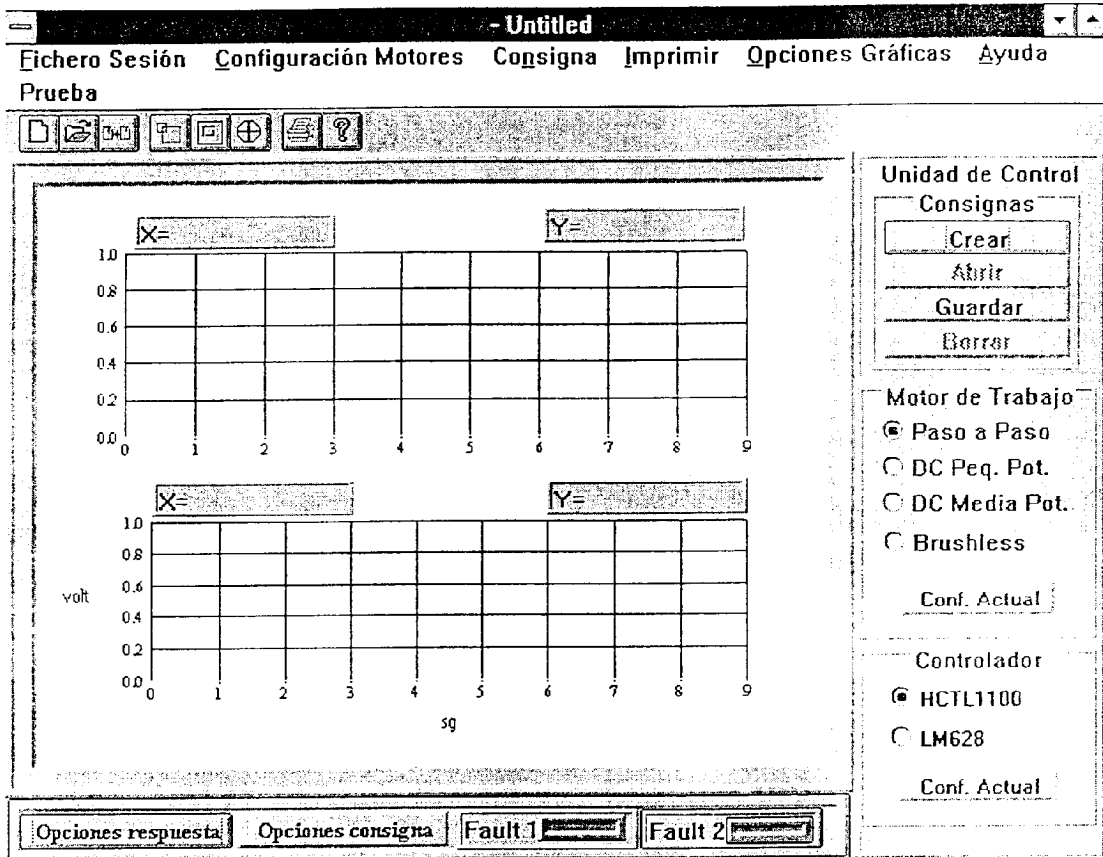 - Untitled
Fichero Sesión Configuración Motores Consigna Imprimir Opciones Gráficas Ayuda
Prueba
Unidad de Control
Consignas
Crear
Abrir
Guardar
Borrar
Motor de Trabajo
Paso a Paso
DC Peq. Pot.
DC Media Pot.
Brushless
Conf. Actual
Controlador
HCTL1100
LM628
Conf. Actual
X= Y=
1.0
0.8
0.6
0.4
0.2
0.0
0 1 2 3 4 5 6 7 8 9
X= Y=
1.0
0.8
0.6
volt
0.4
0.2
0.0
0 1 2 3 4 5 6 7 8 9
sg
Opciones respuesta Opciones consigna Fault 1 Fault 2